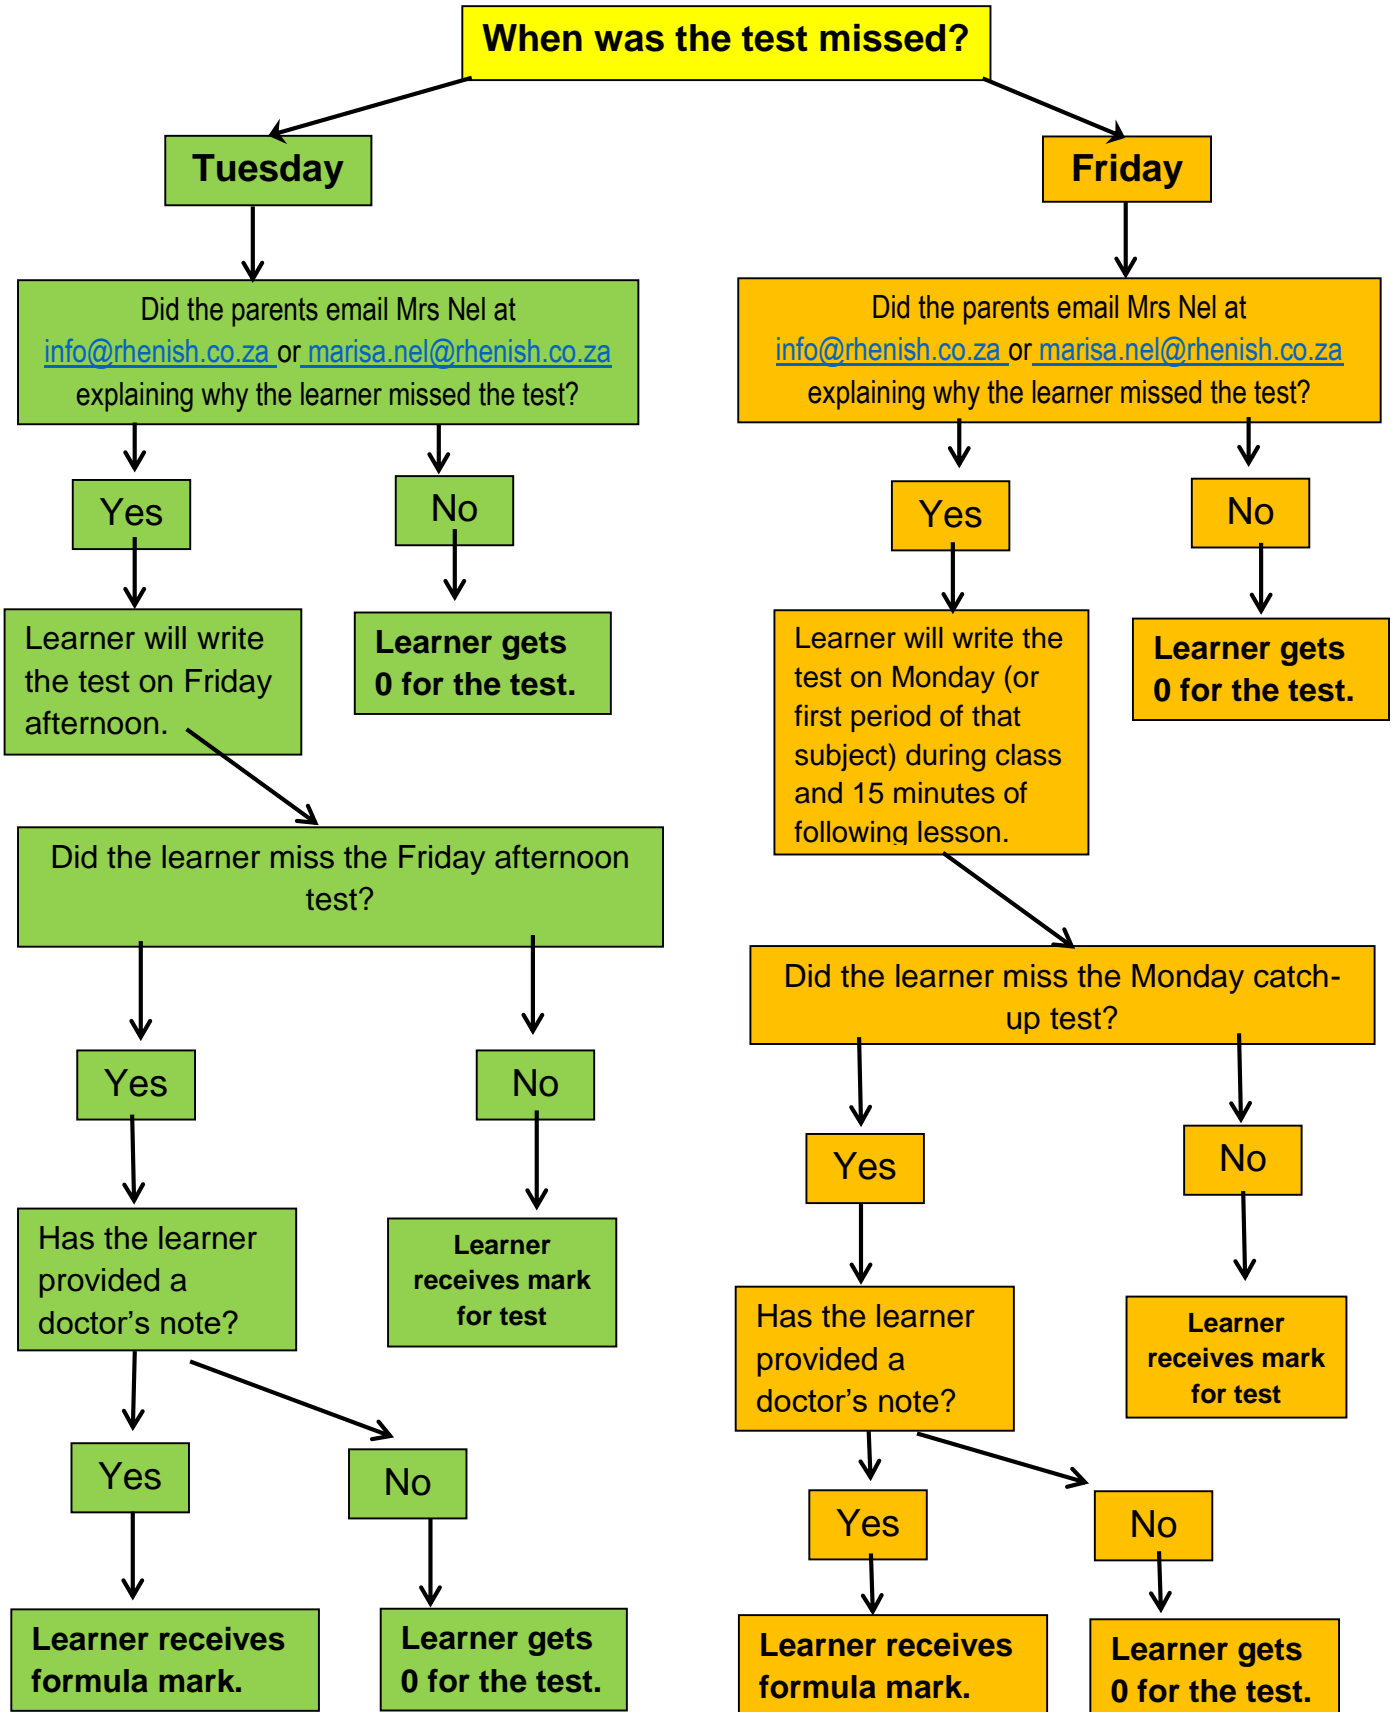 When was the test missed?
Tuesday
Friday
Did the parents email Mrs Nel at
info@rhenish.co.za or marisa.nel@rhenish.co.za
explaining why the learner missed the test?
Did the parents email Mrs Nel at
info@rhenish.co.za or marisa.nel@rhenish.co.za
explaining why the learner missed the test?
Yes
No
Yes
No
Learner will write
the test on Friday
afternoon.
Learner gets
0 for the test.
Learner will write the
test on Monday (or
first period of that
subject) during class
and 15 minutes of
following lesson.
Learner gets
0 for the test.
Did the learner miss the Friday afternoon
test?
Did the learner miss the Monday catch-
up test?
Yes
No
Yes
No
Has the learner
provided a
doctor’s note?
Learner
receives mark
for test
Has the learner
provided a
doctor’s note?
Learner
receives mark
for test
Yes
No
Yes
No
Learner receives
formula mark.
Learner gets
0 for the test.
Learner receives
formula mark.
Learner gets
0 for the test.